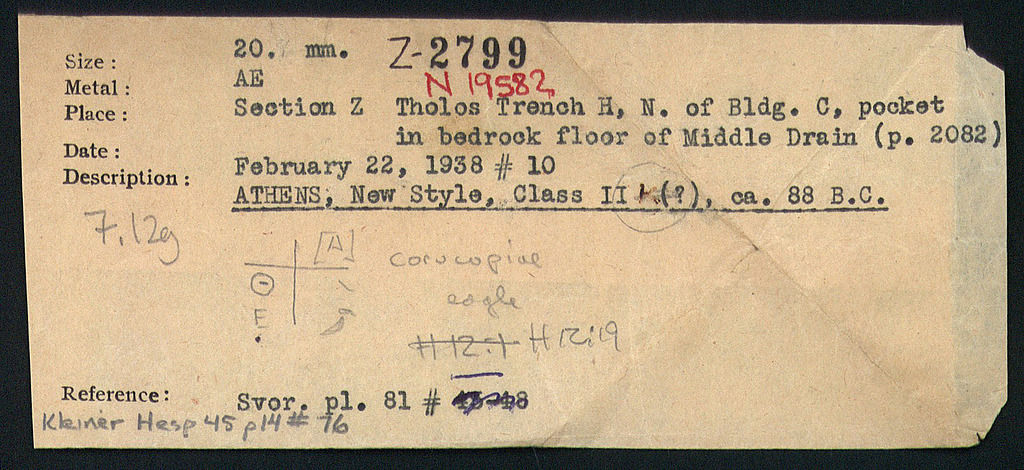 Size : 20. mm. Z-2799
Metal : AE N 19582
Place : Section Z Tholos Trench H, N. of Bldg. C, pocket
in bedrock floor of Middle Drain (p. 2082)
Date : February 22, 1938 # 10
Description : ATHENS, New Style, Class II (?), ca. 88 B.C.
7.12g
[A] cornucopiae
Θ eagle
E
H 12:19
Reference : Svor. pl. 81 #
Kleiner Hesp 45 p14 # 76